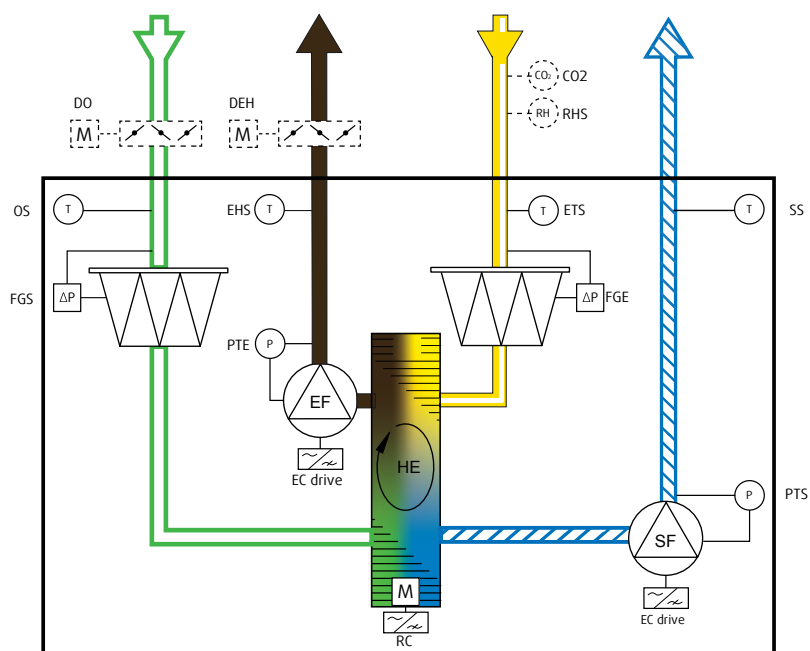 CO₂ CO2
DO DEH
M M RH RHS
OS T EHS T T ETS T SS
FGS ΔP ΔP FGE
PTE P
EF
HE
EC drive
P PTS
SF
M
RC
EC drive